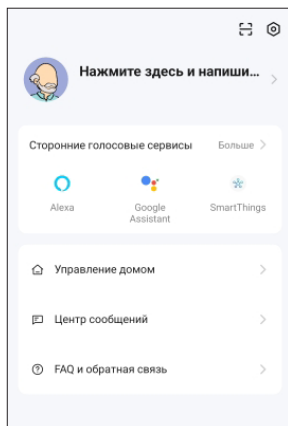 Нажмите здесь и напиши...
Сторонние голосовые сервисы Больше
Alexa Google SmartThings
Assistant
Управление домом
Центр сообщений
FAQ и обратная связь